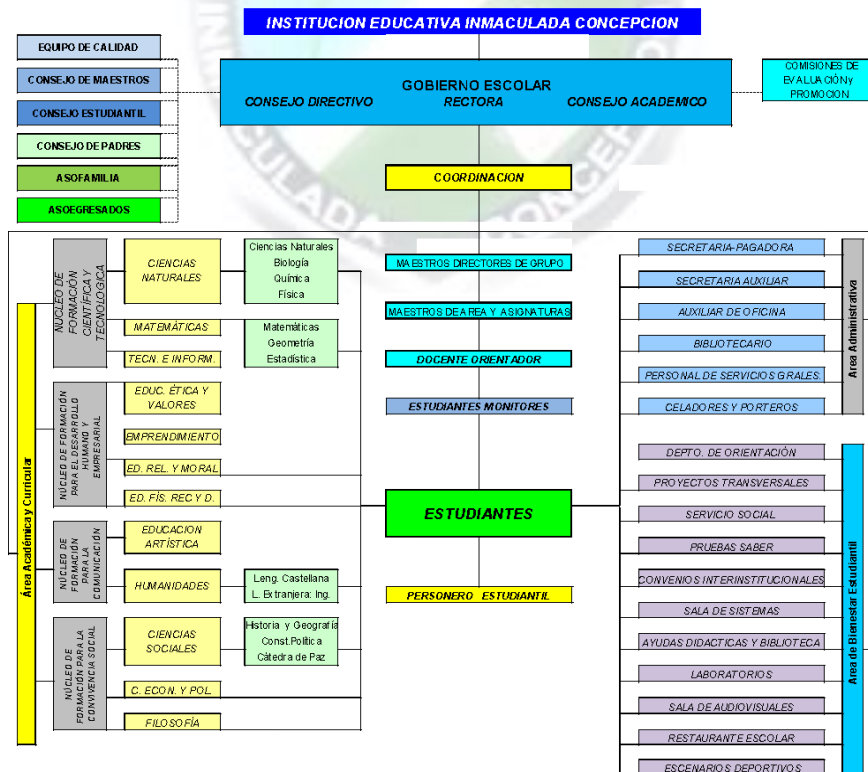 INSTITUCION EDUCATIVA INMACULADA CONCEPCION
EQUIPO DE CALIDAD
CONSEJO DE MAESTROS
CONSEJO ESTUDIANTIL
CONSEJO DE PADRES
ASOFAMILIA
ASOEGRESADOS
GOBIERNO ESCOLAR
CONSEJO DIRECTIVO RECTORA CONSEJO ACADEMICO
COMISIONES DE
EVALUACIÓN y
PROMOCION
COORDINACION
MAESTROS DIRECTORES DE GRUPO
MAESTROS DE AREA Y ASIGNATURAS
DOCENTE ORIENTADOR
ESTUDIANTES MONITORES
ESTUDIANTES
PERSONERO ESTUDIANTIL
Área Académica y Curricular
NÚCLEO DE
FORMACIÓN
CIENTÍFICA Y
TECNOLOGICA
CIENCIAS
NATURALES
Ciencias Naturales
Biología
Química
Física
MATEMÁTICAS
TECN. E INFORM.
Matemáticas
Geometría
Estadística
NÚCLEO DE FORMACIÓN
PARA EL DESARROLLO
HUMANO Y
EMPRESARIAL
EDUC. ÉTICA Y
VALORES
EMPRENDIMIENTO
ED. REL. Y MORAL
ED. FÍS. REC Y D.
NÚCLEO DE
FORMACIÓN
PARA LA
COMUNICACIÓN
EDUCACION
ARTÍSTICA
HUMANIDADES
Leng. Castellana
L. Extranjera: Ing.
NÚCLEO DE
FORMACIÓN PARA LA
CONVIVENCIA SOCIAL
CIENCIAS
SOCIALES
Historia y Geografía
Const.Política
Càtedra de Paz
C. ECON. Y POL.
FILOSOFÍA
SECRETARIA-PAGADORA
SECRETARIA AUXILIAR
AUXILIAR DE OFICINA
BIBLIOTECARIO
PERSONAL DE SERVICIOS GRALES.
CELADORES Y PORTEROS
Area Administrativa
DEPTO. DE ORIENTACIÓN
PROYECTOS TRANSVERSALES
SERVICIO SOCIAL
PRUEBAS SABER
CONVENIOS INTERINSTITUCIONALES
SALA DE SISTEMAS
AYUDAS DIDACTICAS Y BIBLIOTECA
LABORATORIOS
SALA DE AUDIOVISUALES
RESTAURANTE ESCOLAR
ESCENARIOS DEPORTIVOS
Area de Bienestar Estudiantil